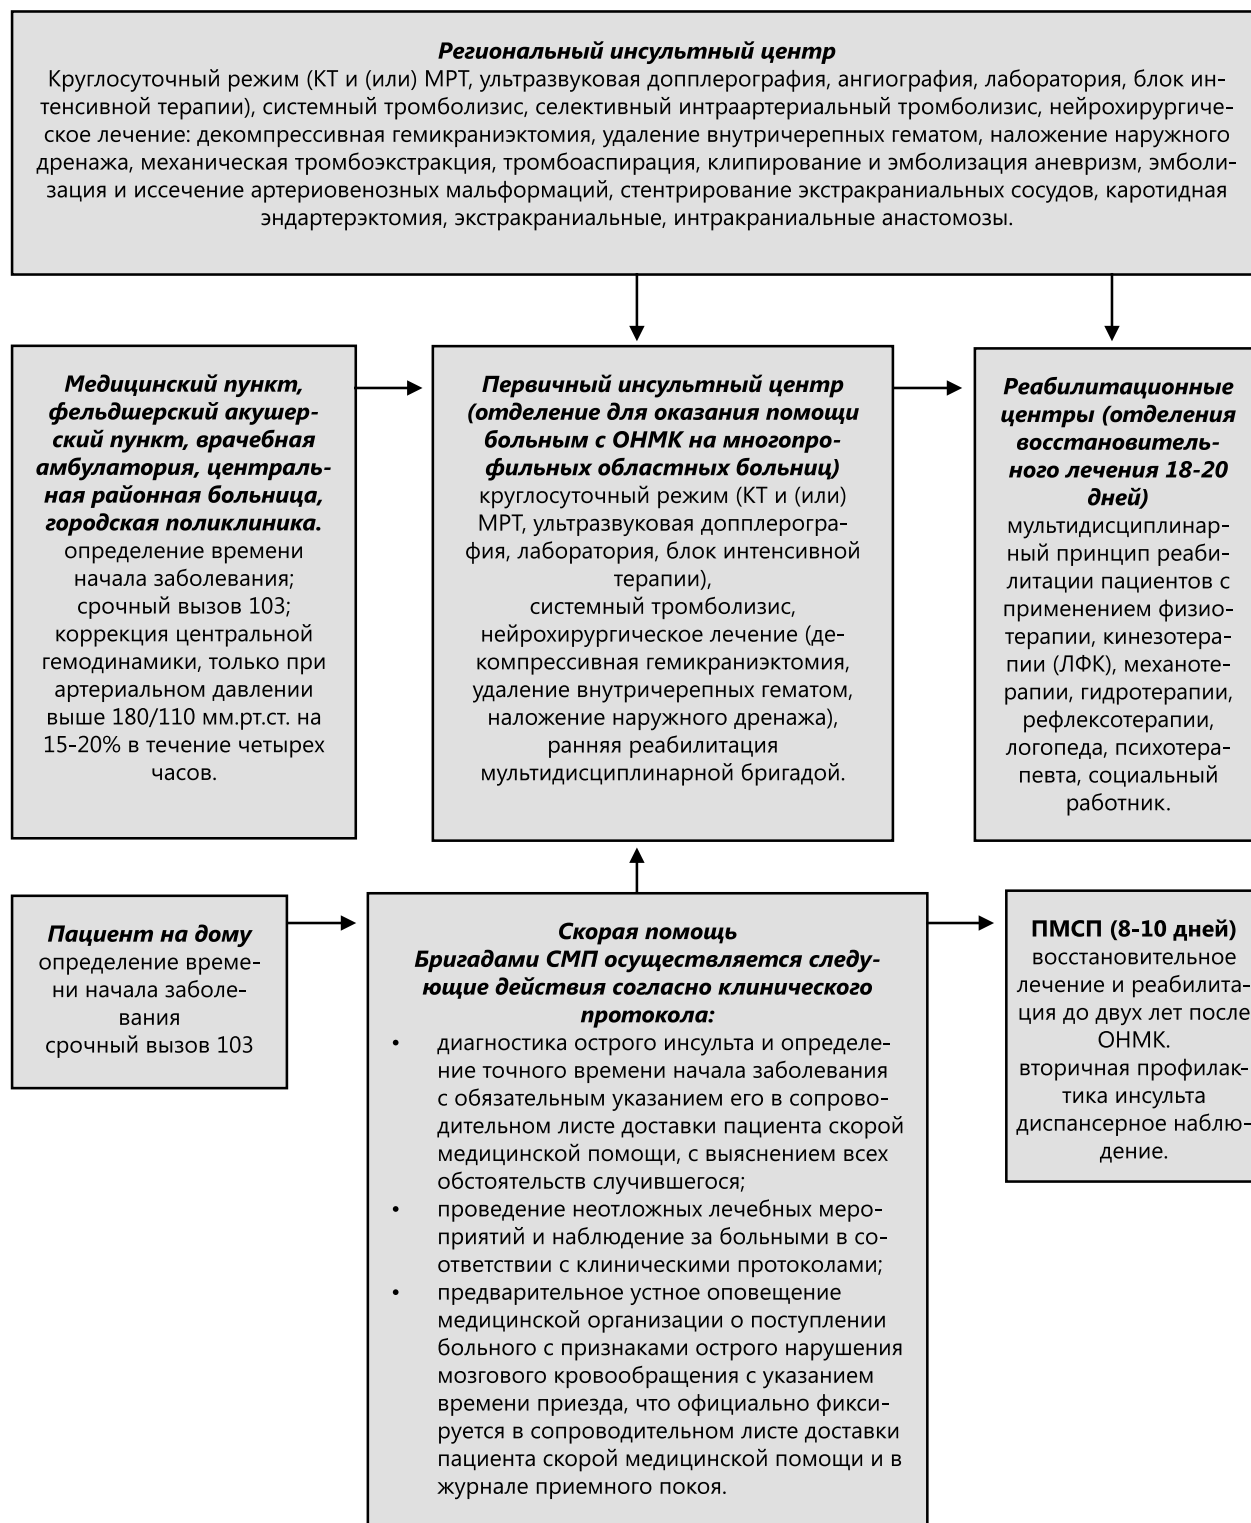 Региональный инсультный центр
Круглосуточный режим (КТ и (или) МРТ, ультразвуковая допплерография, ангиография, лаборатория, блок ин-
тенсивной терапии), системный тромболизис, селективный интраартериальный тромболизис, нейрохирургиче-
ское лечение: декомпрессивная гемикраниэктомия, удаление внутричерепных гематом, наложение наружного
дренажа, механическая тромбоэкстракция, тромбоаспирация, клипирование и эмболизация аневризм, эмболи-
зация и иссечение артериовенозных мальформаций, стентрирование экстракраниальных сосудов, каротидная
эндартерэктомия, экстракраниальные, интракраниальные анастомозы.
Медицинский пункт,
фельдшерский акушер-
ский пункт, врачебная
амбулатория, централь-
ная районная больница,
городская поликлиника.
определение времени
начала заболевания;
срочный вызов 103;
коррекция центральной
гемодинамики, только при
артериальном давлении
выше 180/110 мм.рт.ст. на
15-20% в течение четырех
часов.
Первичный инсультный центр
(отделение для оказания помощи
больным с ОНМК на многопро-
фильных областных больниц)
круглосуточный режим (КТ и (или)
МРТ, ультразвуковая допплерогра-
фия, лаборатория, блок интенсивной
терапии),
системный тромболизис,
нейрохирургическое лечение (де-
компрессивная гемикраниэктомия,
удаление внутричерепных гематом,
наложение наружного дренажа),
ранняя реабилитация
мультидисциплинарной бригадой.
Реабилитационные
центры (отделения
восстановитель-
ного лечения 18-20
дней)
мультидисциплинар-
ный принцип реаби-
литации пациентов с
применением физио-
терапии, кинезотера-
пии (ЛФК), механоте-
рапии, гидротерапии,
рефлексотерапии,
логопеда, психотера-
певта, социальный
работник.
Пациент на дому
определение време-
ни начала заболе-
вания
срочный вызов 103
Скорая помощь
Бригадами СМП осуществляется следу-
ющие действия согласно клинического
протокола:
• диагностика острого инсульта и определе-
ние точного времени начала заболевания
с обязательным указанием его в сопрово-
дительном листе доставки пациента скорой
медицинской помощи, с выяснением всех
обстоятельств случившегося;
• проведение неотложных лечебных меро-
приятий и наблюдение за больными в со-
ответствии с клиническими протоколами;
• предварительное устное оповещение
медицинской организации о поступлении
больного с признаками острого нарушения
мозгового кровообращения с указанием
времени приезда, что официально фикси-
руется в сопроводительном листе доставки
пациента скорой медицинской помощи и в
журнале приемного покоя.
ПМСП (8-10 дней)
восстановительное
лечение и реабилита-
ция до двух лет после
ОНМК.
вторичная профилак-
тика инсульта
диспансерное наблю-
дение.